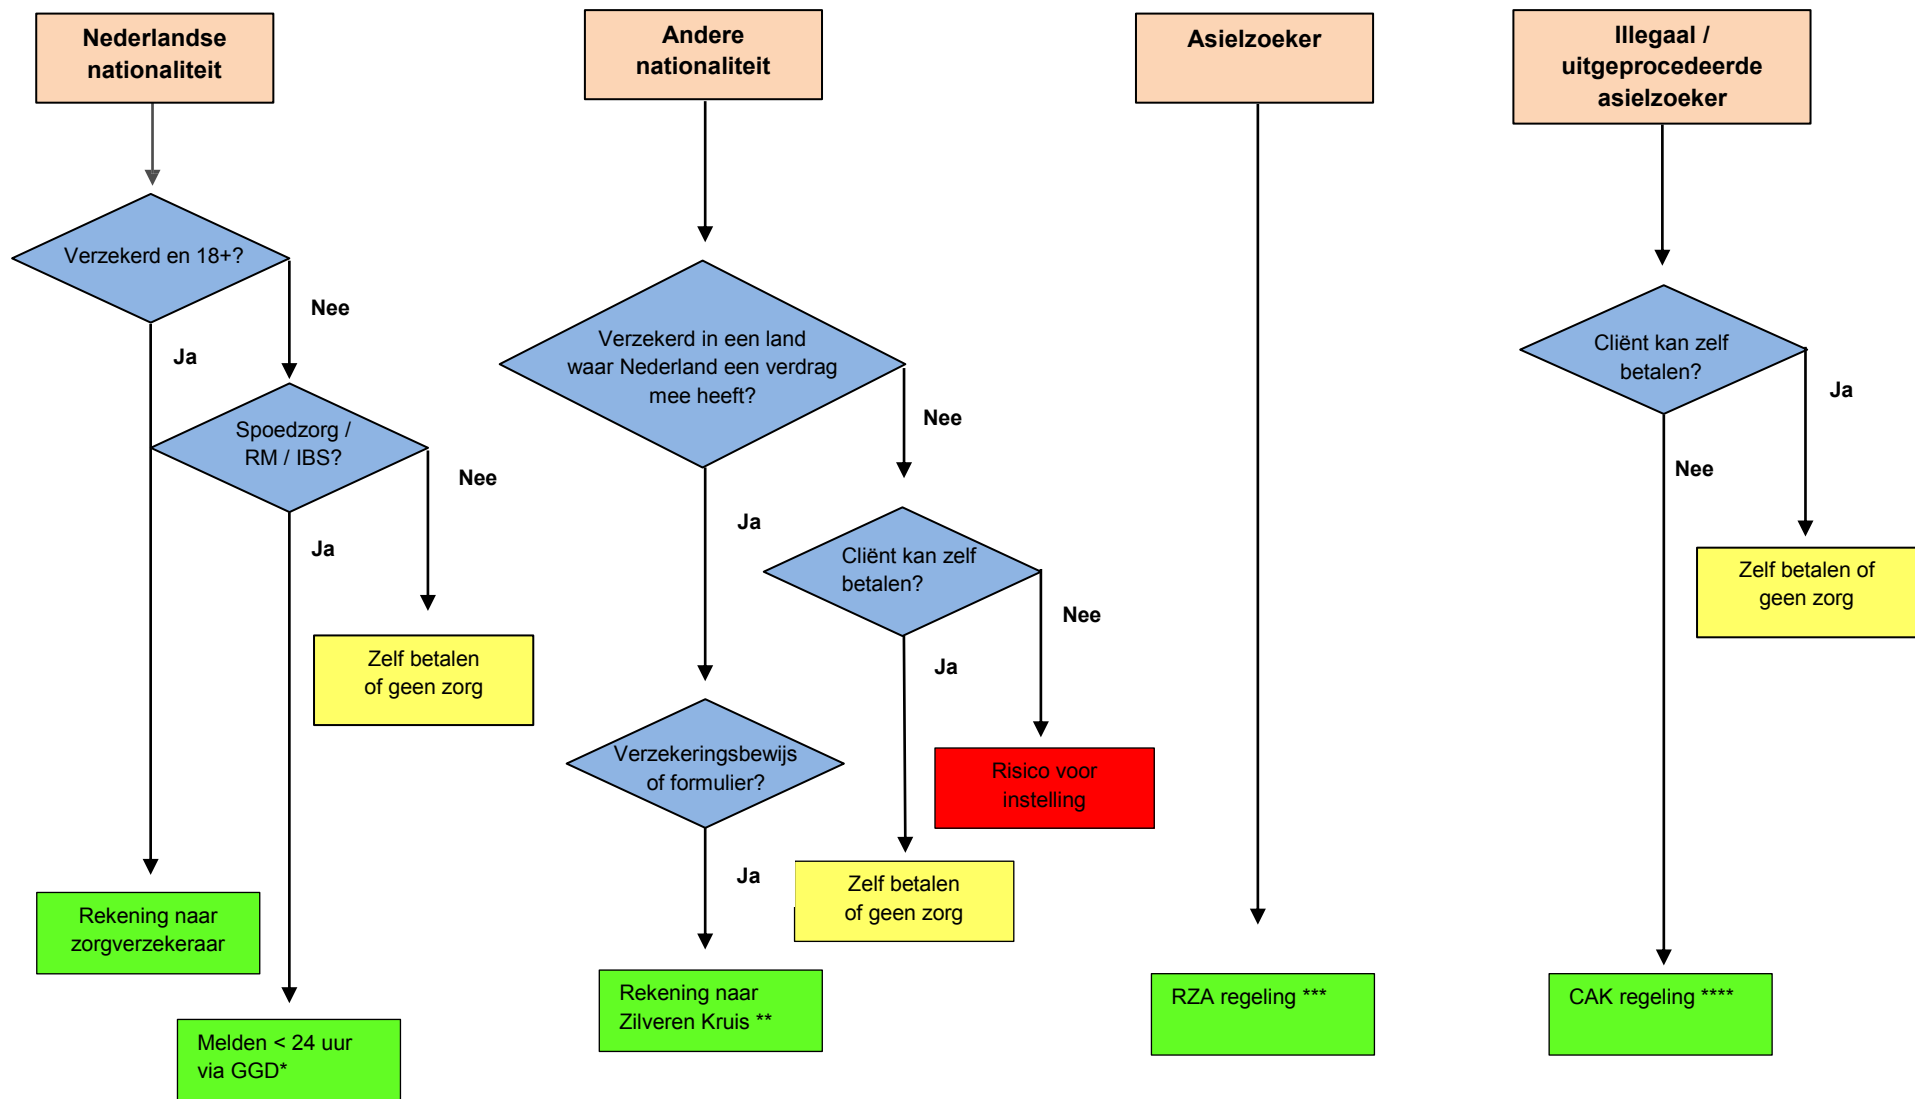 Nederlandse
nationaliteit
Verzekerd en 18+?
Nee
Ja
Spoedzorg /
RM / IBS?
Nee
Ja
Zelf betalen
of geen zorg
Rekening naar
zorgverzekeraar
Melden < 24 uur
via GGD*
Andere
nationaliteit
Verzekerd in een land
waar Nederland een verdrag
mee heeft?
Nee
Ja
Cliënt kan zelf
betalen?
Nee
Ja
Verzekeringsbewijs
of formulier?
Risico voor
instelling
Ja
Zelf betalen
of geen zorg
Rekening naar
Zilveren Kruis **
Asielzoeker
RZA regeling ***
Illegaal /
uitgeprocedeerde
asielzoeker
Cliënt kan zelf
betalen?
Ja
Nee
Zelf betalen of
geen zorg
CAK regeling ****